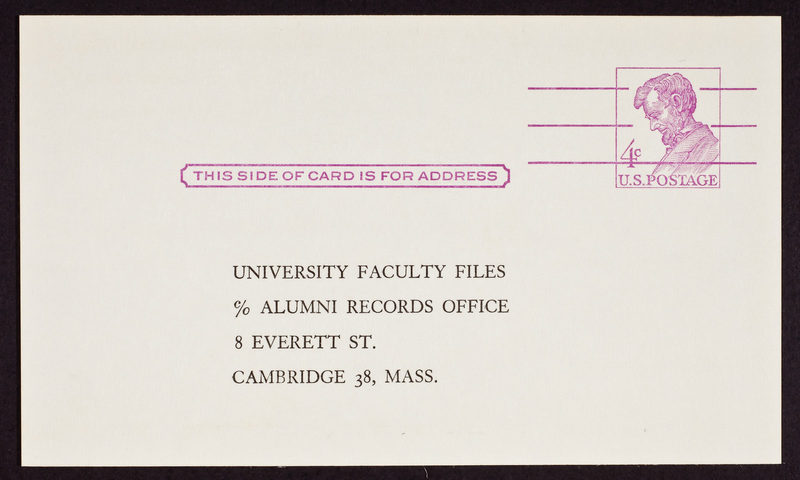 4c
U.S. POSTAGE
THIS SIDE OF CARD IS FOR ADDRESS
UNIVERSITY FACULTY FILES
℅ ALUMNI RECORDS OFFICE
8 EVERETT ST.
CAMBRIDGE 38, MASS.